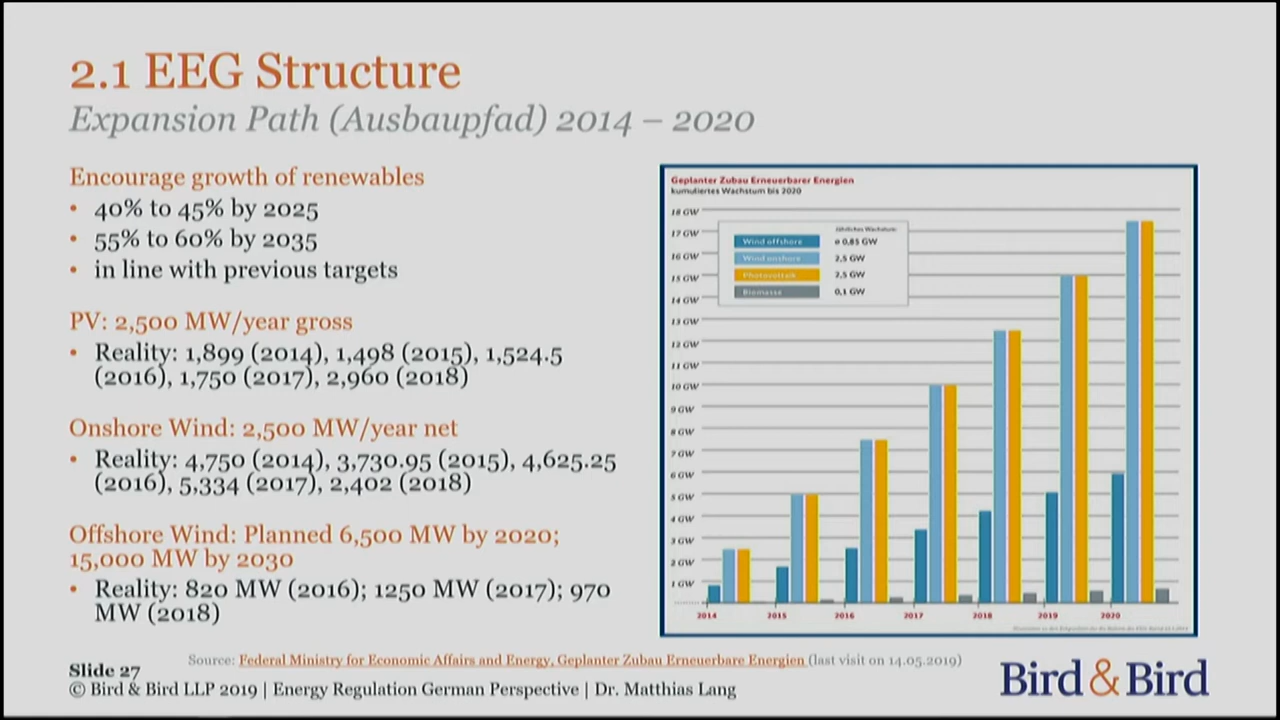 2.1 EEG Structure
Expansion Path (Ausbaupfad) 2014 – 2020
Encourage growth of renewables
• 40% to 45% by 2025
• 55% to 60% by 2035
• in line with previous targets
PV: 2,500 MW/year gross
• Reality: 1,899 (2014), 1,498 (2015), 1,524.5
(2016), 1,750 (2017), 2,960 (2018)
Onshore Wind: 2,500 MW/year net
• Reality: 4,750 (2014), 3,730.95 (2015), 4,625.25
(2016), 5,334 (2017), 2,402 (2018)
Offshore Wind: Planned 6,500 MW by 2020;
15,000 MW by 2030
• Reality: 820 MW (2016); 1250 MW (2017); 970
MW (2018)
Geplanter Zubau Erneuerbarer Energien
kumuliertes Wachstum bis 2020
18 GW
17 GW
16 GW
15 GW
14 GW
13 GW
12 GW
11 GW
10 GW
9 GW
8 GW
7 GW
6 GW
5 GW
4 GW
3 GW
2 GW
1 GW
jährliches Wachstum:
Wind offshore ø 0,85 GW
Wind onshore 2,5 GW
Photovoltaik 2,5 GW
Biomasse 0,1 GW
2014 2015 2016 2017 2018 2019 2020
Source: Federal Ministry for Economic Affairs and Energy, Geplanter Zubau Erneuerbare Energien (last visit on 14.05.2019)
Slide 27
© Bird & Bird LLP 2019 | Energy Regulation German Perspective | Dr. Matthias Lang
Bird & Bird